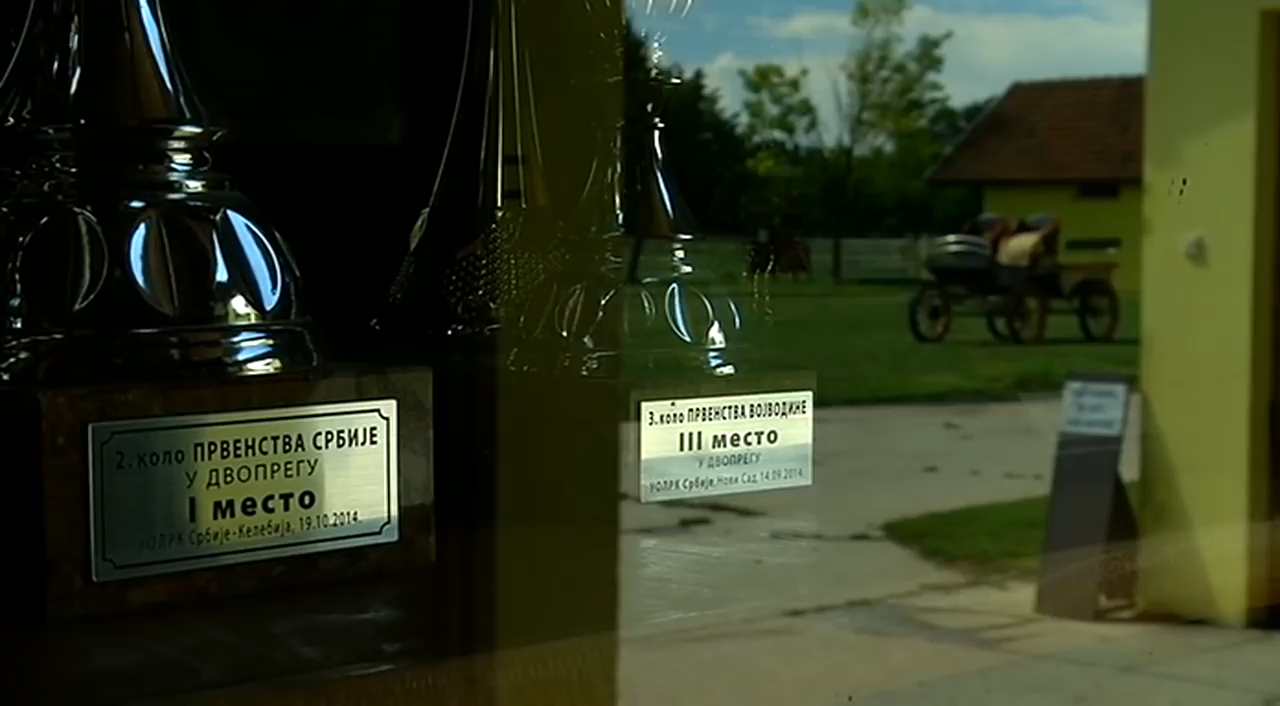 2. коло ПРВЕНСТВА СРБИЈЕ
У ДВОПРЕГУ
I место
УОЛРК Србије-Келебија, 19.10.2014.
3. коло ПРВЕНСТВА ВОЈВОДИНЕ
III место
У ДВОПРЕГУ
УОЛРК Србије, Нови Сад, 14.09.2014.